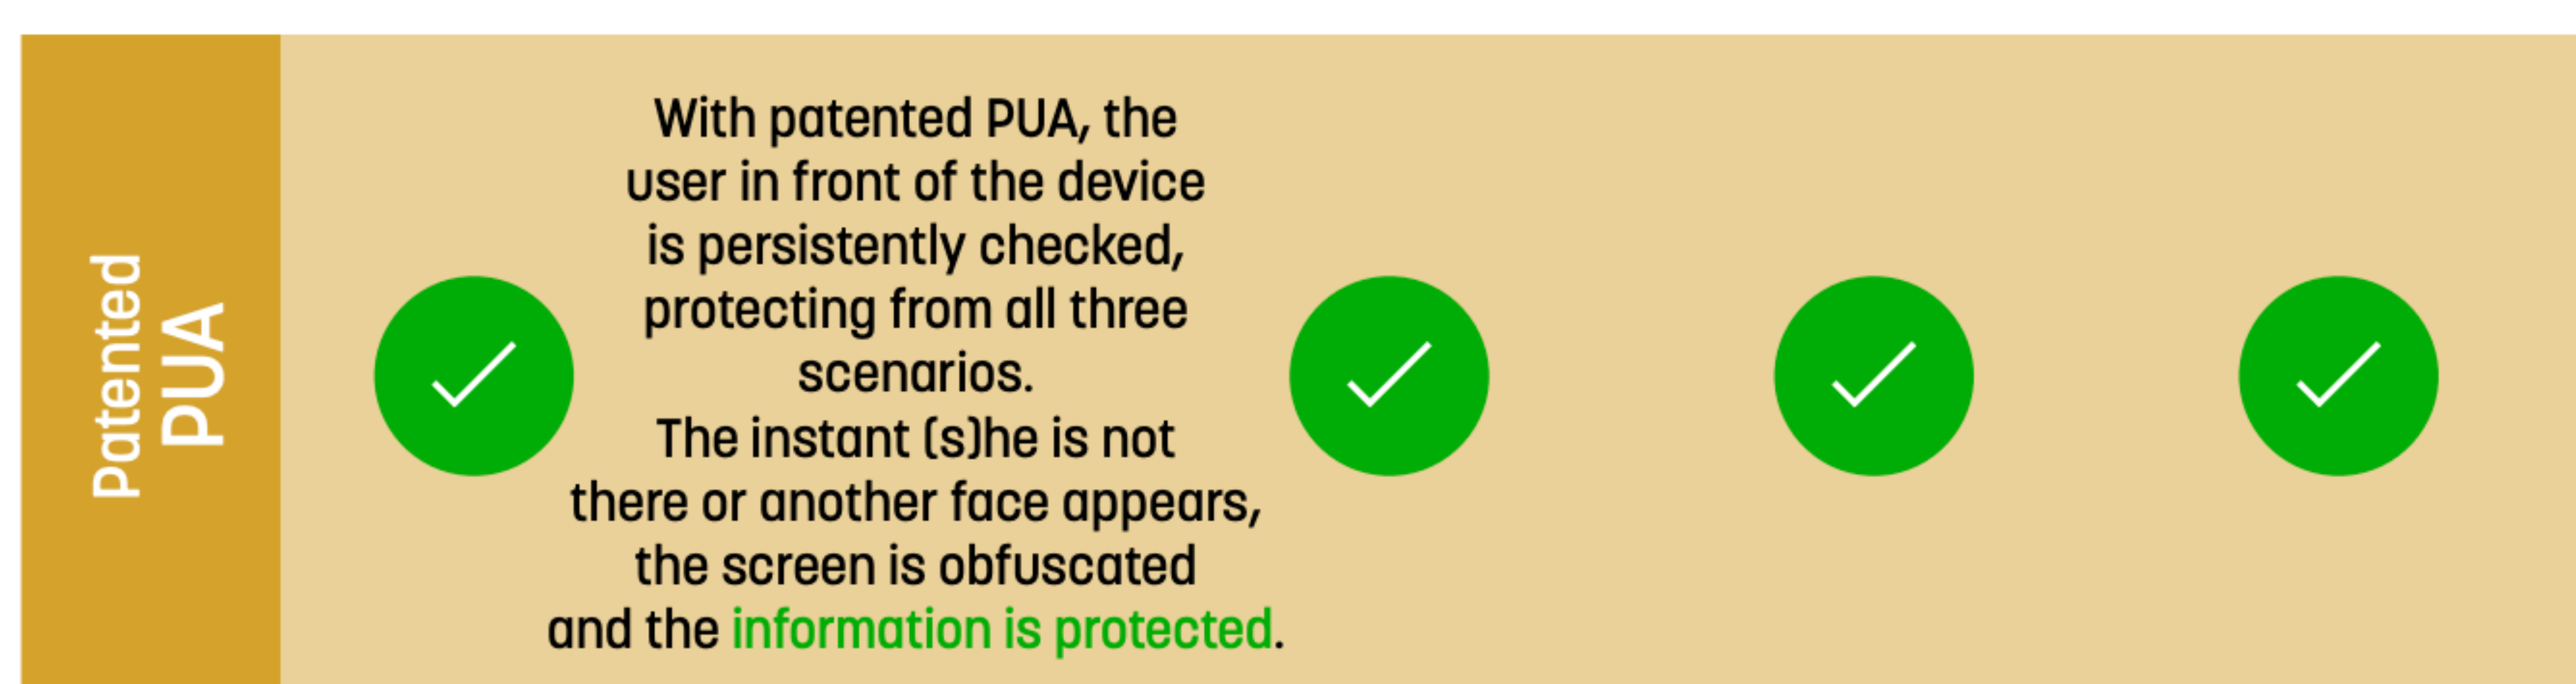 Patented
PUA
With patented PUA, the
user in front of the device
is persistently checked,
protecting from all three
scenarios.
The instant (s)he is not
there or another face appears,
the screen is obfuscated
and the information is protected.